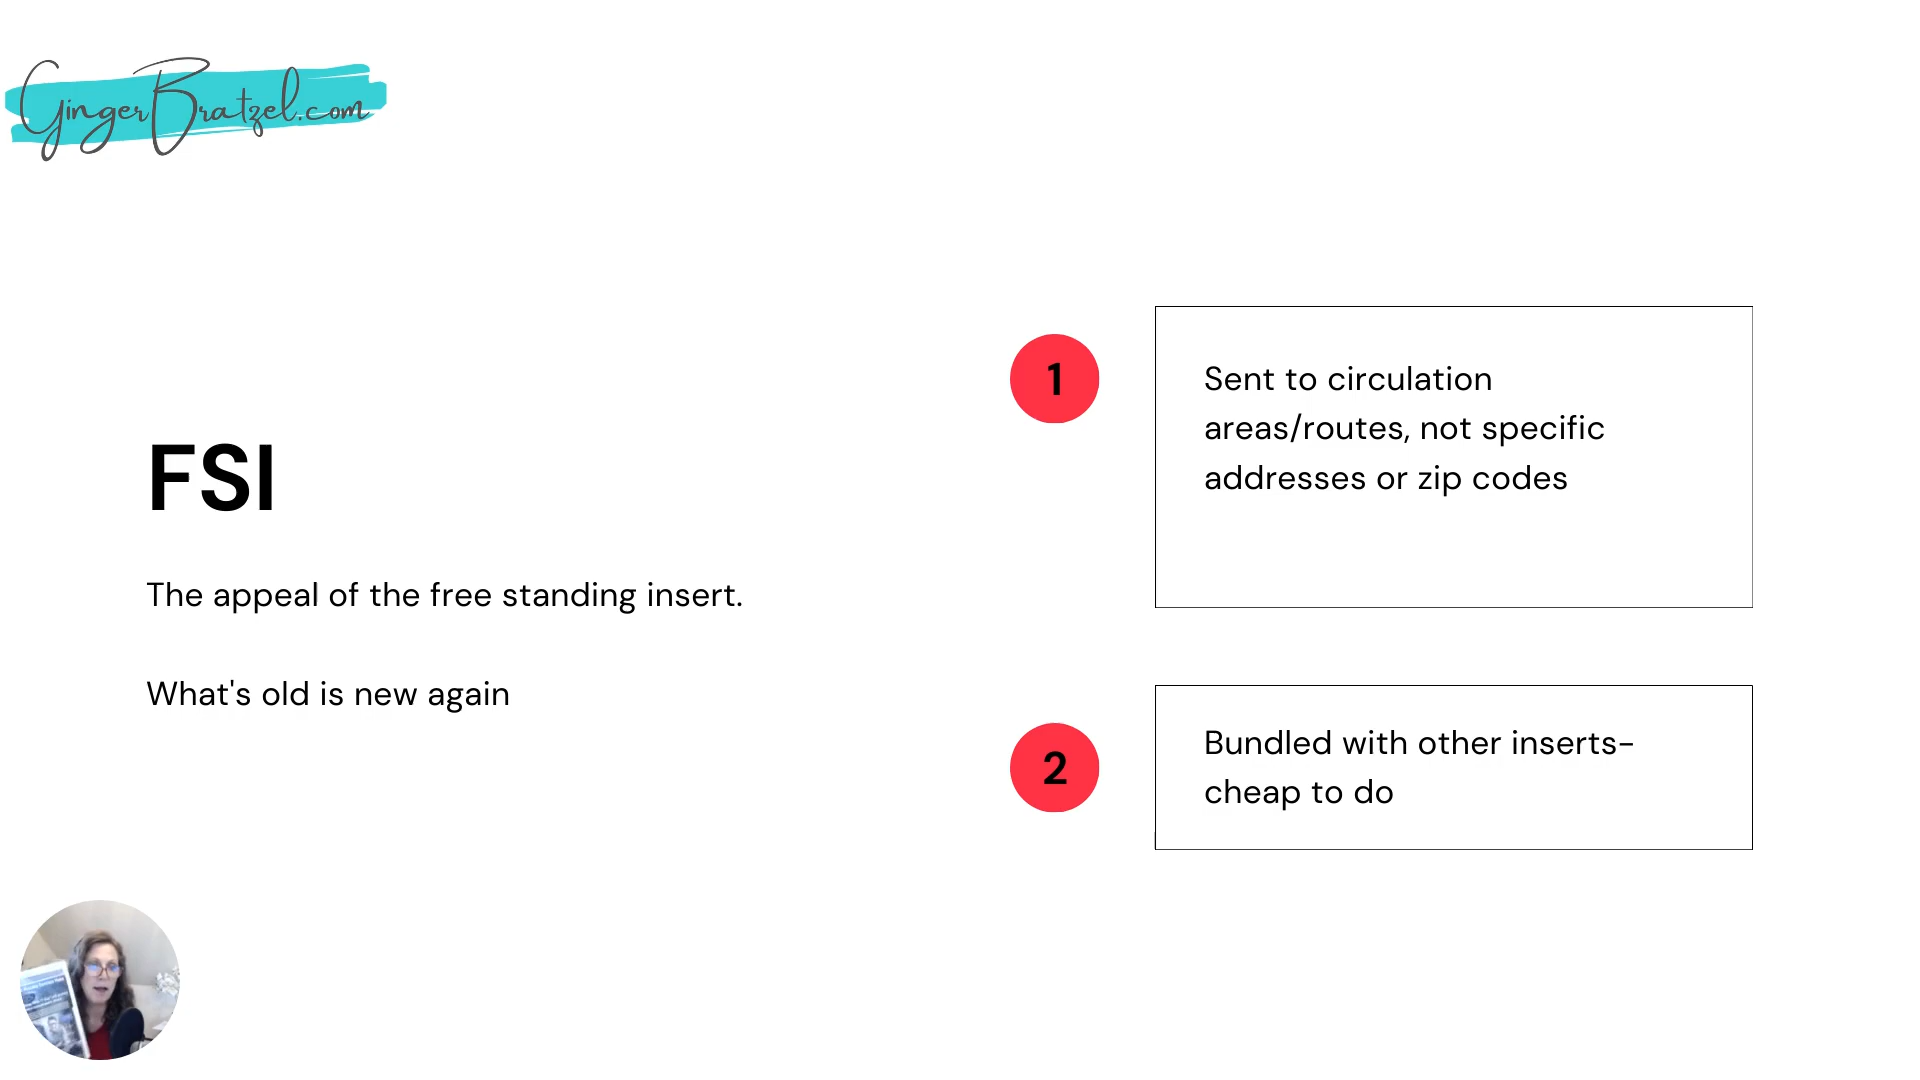 GingerBratzel.com
FSI
The appeal of the free standing insert.
What's old is new again
1
Sent to circulation
areas/routes, not specific
addresses or zip codes
2
Bundled with other inserts-
cheap to do